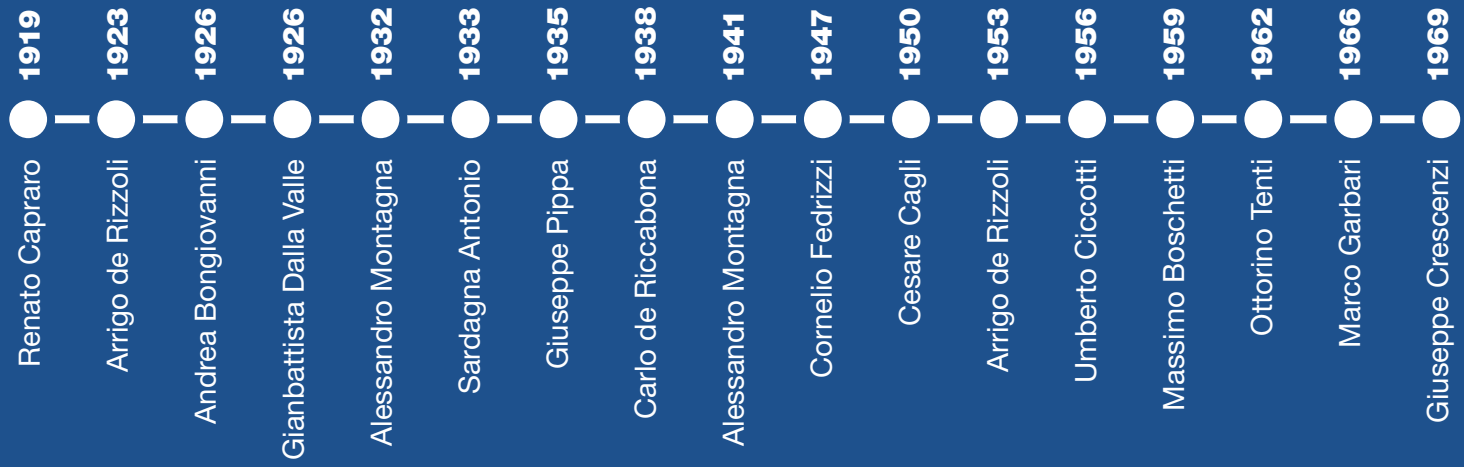 1919
Renato Capraro
1923
Arrigo de Rizzoli
1926
Andrea Bongiovanni
1926
Gianbattista Dalla Valle
1932
Alessandro Montagna
1933
Sardagna Antonio
1935
Giuseppe Pippa
1938
Carlo de Riccabona
1941
Alessandro Montagna
1947
Cornelio Fedrizzi
1950
Cesare Cagli
1953
Arrigo de Rizzoli
1956
Umberto Ciccotti
1959
Massimo Boschetti
1962
Ottorino Tenti
1966
Marco Garbari
1969
Giuseppe Crescenzi